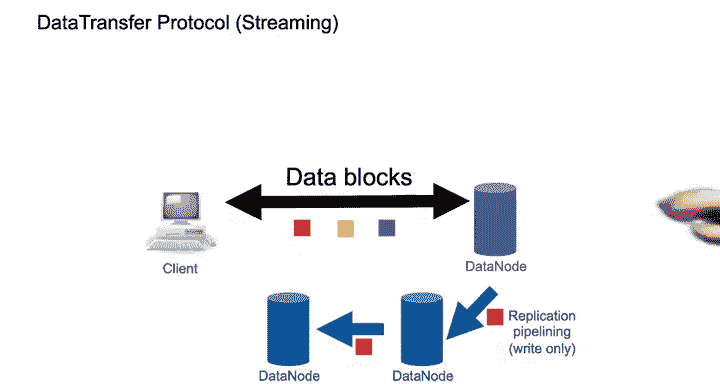 DataTransfer Protocol (Streaming)
Data blocks
Client
DataNode
Replication
pipelining
(write only)
DataNode
DataNode